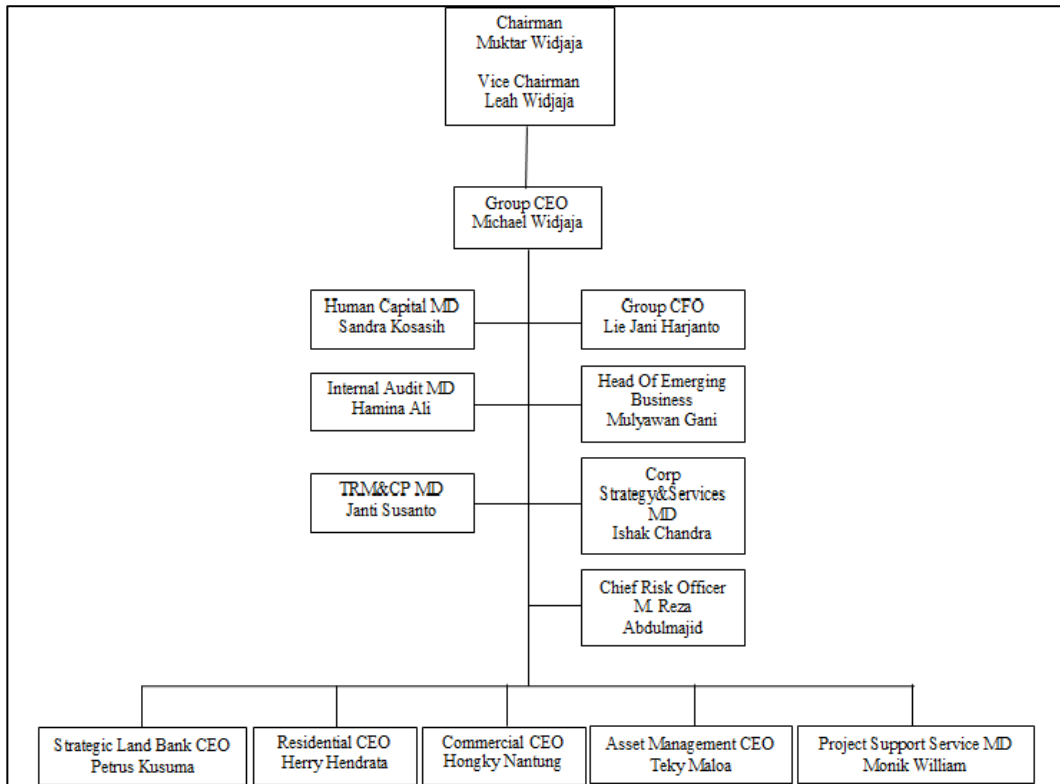 Chairman
Muktar Widjaja
Vice Chairman
Leah Widjaja
Group CEO
Michael Widjaja
Human Capital MD
Sandra Kosasih
Group CFO
Lie Jani Harjanto
Internal Audit MD
Hamina Ali
Head Of Emerging
Business
Mulyawan Gani
TRM&CP MD
Janti Susanto
Corp
Strategy&Services
MD
Ishak Chandra
Chief Risk Officer
M. Reza
Abdulmajid
Strategic Land Bank CEO
Petrus Kusuma
Residential CEO
Herry Hendrata
Commercial CEO
Hongky Nantung
Asset Management CEO
Teky Maloa
Project Support Service MD
Monik William